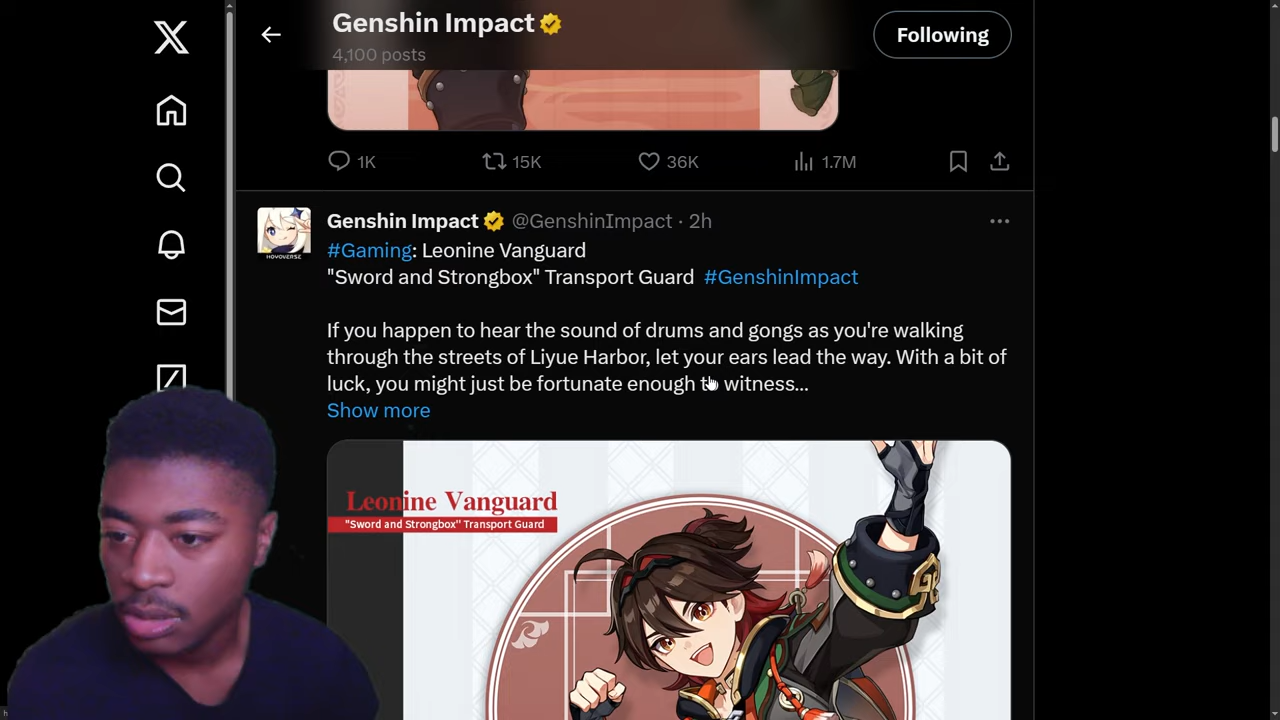 Genshin Impact
4,100 posts
Following
1K 15K 36K 1.7M
Genshin Impact @GenshinImpact · 2h
HOYOVERSE
#Gaming: Leonine Vanguard
"Sword and Strongbox" Transport Guard #GenshinImpact
If you happen to hear the sound of drums and gongs as you're walking
through the streets of Liyue Harbor, let your ears lead the way. With a bit of
luck, you might just be fortunate enough to witness...
Show more
Leonine Vanguard
"Sword and Strongbox" Transport Guard